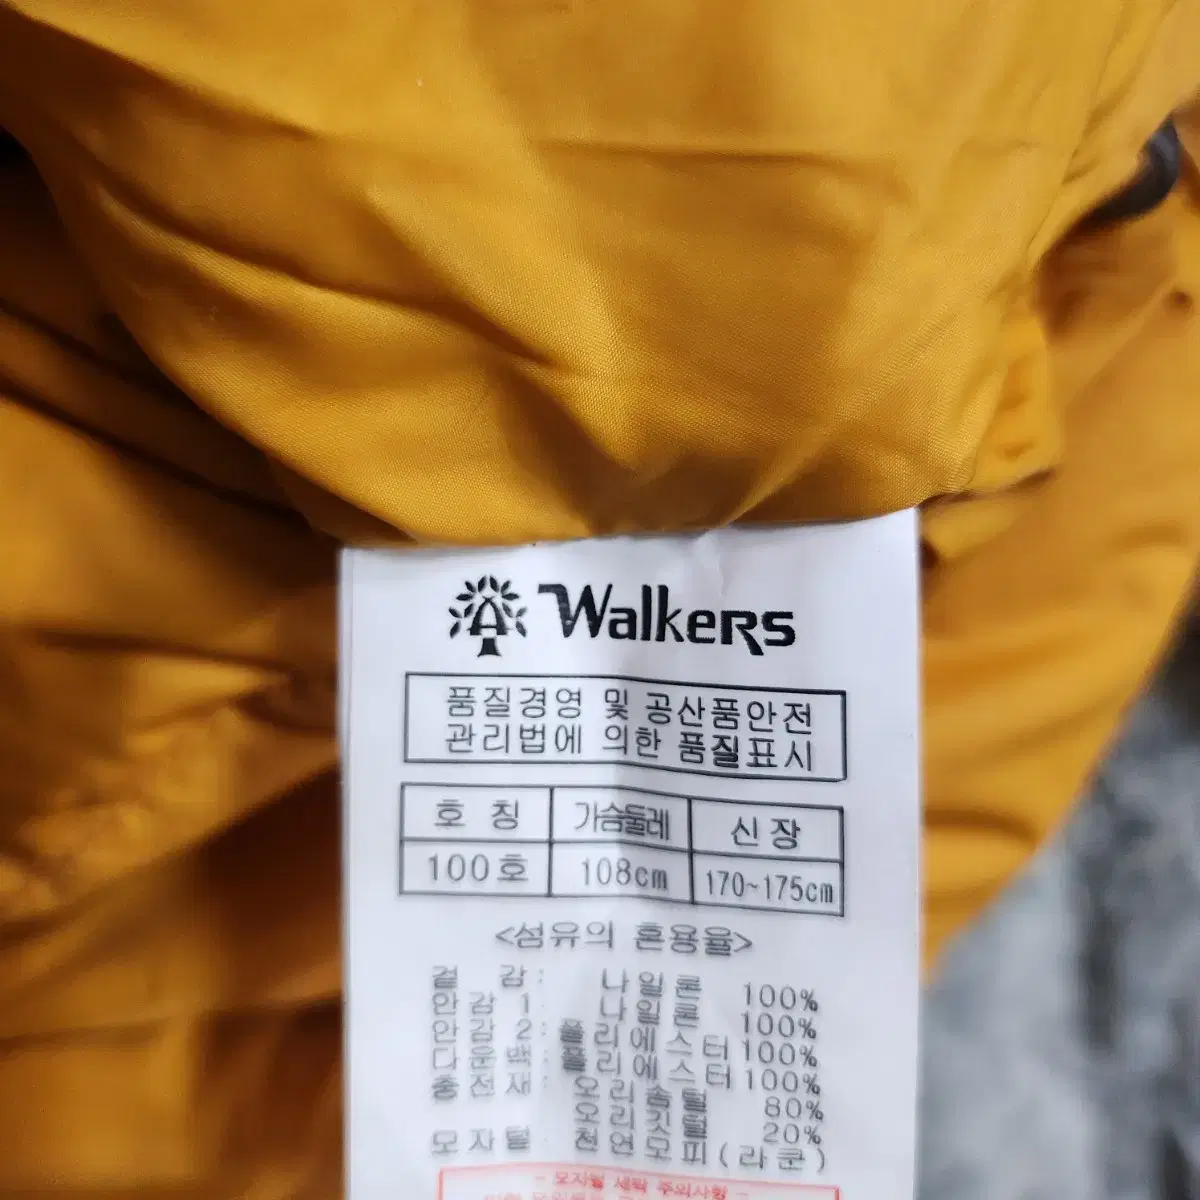 Walkers
품질경영 및 공산품안전
관리법에 의한 품질표시
호 칭 가슴둘레 신 장
100호 108cm 170~175cm
<섬유의 혼용율>
겉 감: 나일론 100%
안감 1: 나일론 100%
안감 2: 폴리에스터 100%
다운백: 폴리에스터 100%
충전재: 오리솜털 80%
오리깃털 20%
모자털: 천연모피(라쿤)
- 모자털 세탁 주의사항 -